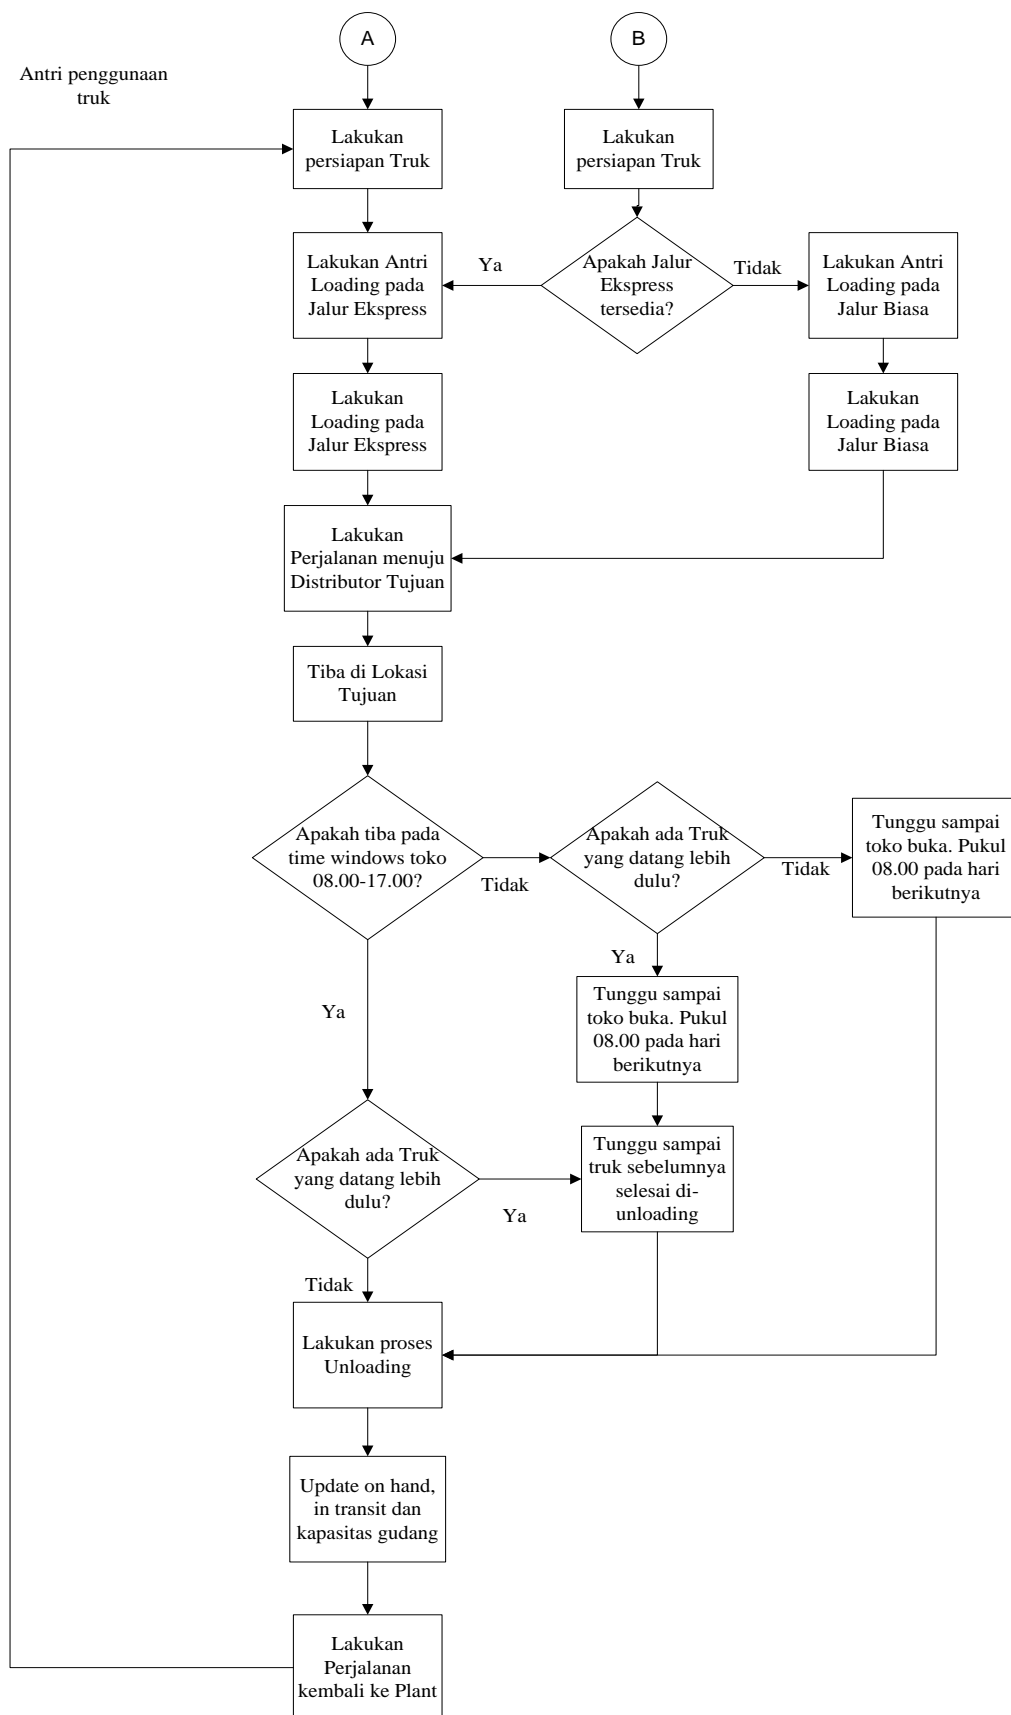 A
B
Antri penggunaan
truk
Lakukan
persiapan Truk
Lakukan
persiapan Truk
Lakukan Antri
Loading pada
Jalur Ekspress
Ya
Apakah Jalur
Ekspress
tersedia?
Tidak
Lakukan Antri
Loading pada
Jalur Biasa
Lakukan
Loading pada
Jalur Ekspress
Lakukan
Loading pada
Jalur Biasa
Lakukan
Perjalanan menuju
Distributor Tujuan
Tiba di Lokasi
Tujuan
Apakah tiba pada
time windows toko
08.00-17.00?
Tidak
Apakah ada Truk
yang datang lebih
dulu?
Tidak
Tunggu sampai
toko buka. Pukul
08.00 pada hari
berikutnya
Ya
Ya
Tunggu sampai
toko buka. Pukul
08.00 pada hari
berikutnya
Apakah ada Truk
yang datang lebih
dulu?
Ya
Tunggu sampai
truk sebelumnya
selesai di-
unloading
Tidak
Lakukan proses
Unloading
Update on hand,
in transit dan
kapasitas gudang
Lakukan
Perjalanan
kembali ke Plant